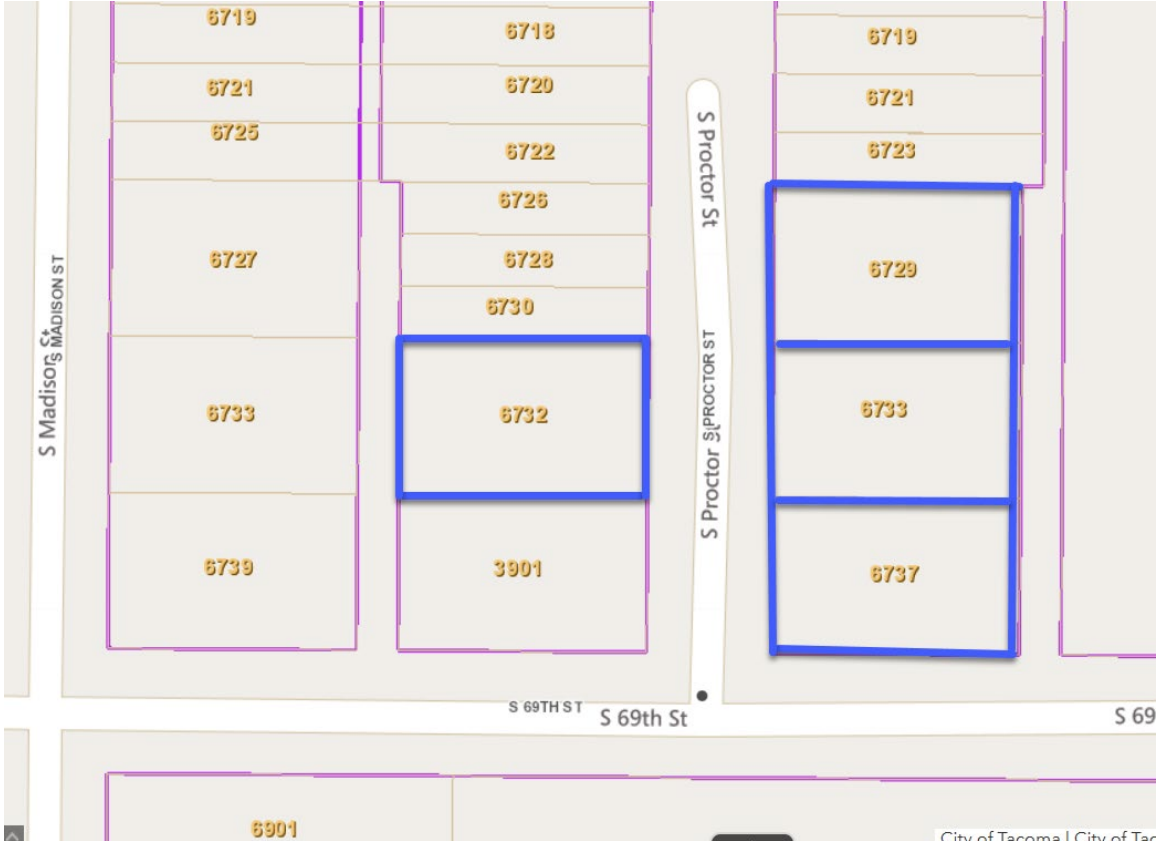 6719
6718
6719
6721
6720
6721
6725
6722
6723
S Proctor St
6726
6727
6728
6729
6730
S Madison St
S MADISON ST
6733
6732
S PROCTOR ST
6733
S Proctor St
6739
3901
6737
S 69TH ST
S 69th St
S 69
6901
City of Tacoma | City of Tac